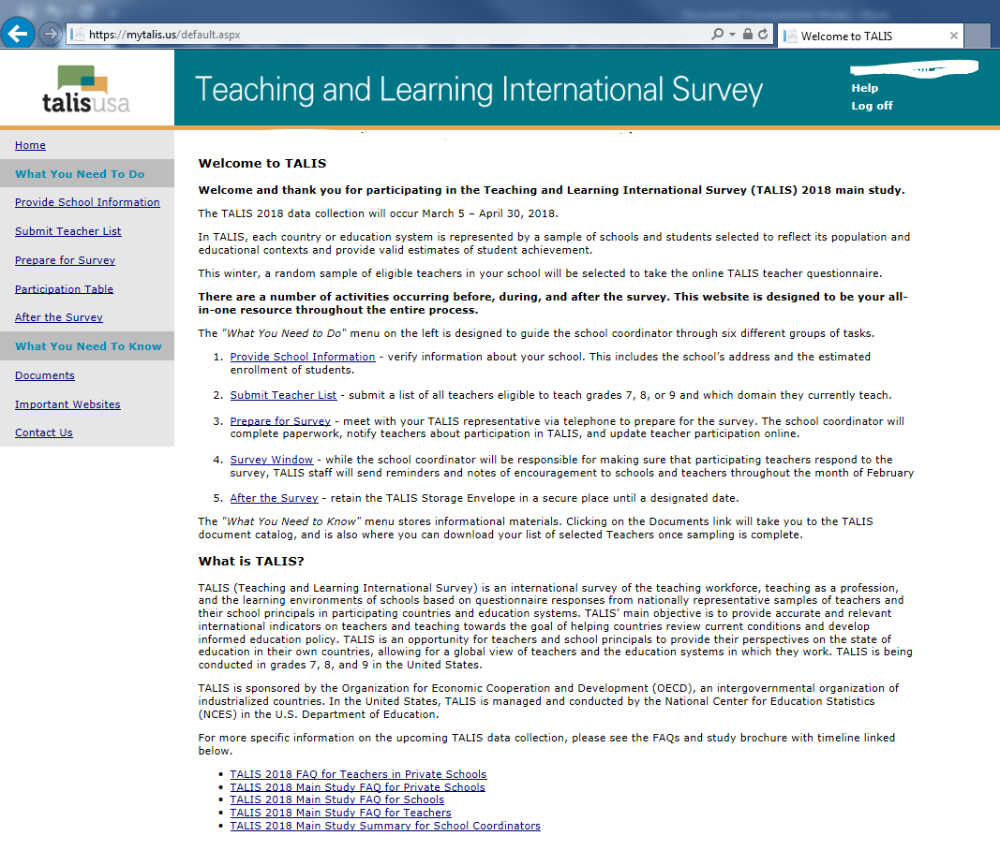 https://mytalis.us/default.aspx
Welcome to TALIS
talisusa
Teaching and Learning International Survey
Help
Log off
Home
What You Need To Do
Provide School Information
Submit Teacher List
Prepare for Survey
Participation Table
After the Survey
What You Need To Know
Documents
Important Websites
Contact Us
Welcome to TALIS
Welcome and thank you for participating in the Teaching and Learning International Survey (TALIS) 2018 main study.
The TALIS 2018 data collection will occur March 5 – April 30, 2018.
In TALIS, each country or education system is represented by a sample of schools and students selected to reflect its population and
educational contexts and provide valid estimates of student achievement.
This winter, a random sample of eligible teachers in your school will be selected to take the online TALIS teacher questionnaire.
There are a number of activities occurring before, during, and after the survey. This website is designed to be your all-
in-one resource throughout the entire process.
The "What You Need to Do" menu on the left is designed to guide the school coordinator through six different groups of tasks.
1. Provide School Information - verify information about your school. This includes the school's address and the estimated
enrollment of students.
2. Submit Teacher List - submit a list of all teachers eligible to teach grades 7, 8, or 9 and which domain they currently teach.
3. Prepare for Survey - meet with your TALIS representative via telephone to prepare for the survey. The school coordinator will
complete paperwork, notify teachers about participation in TALIS, and update teacher participation online.
4. Survey Window - while the school coordinator will be responsible for making sure that participating teachers respond to the
survey, TALIS staff will send reminders and notes of encouragement to schools and teachers throughout the month of February
5. After the Survey - retain the TALIS Storage Envelope in a secure place until a designated date.
The "What You Need to Know" menu stores informational materials. Clicking on the Documents link will take you to the TALIS
document catalog, and is also where you can download your list of selected Teachers once sampling is complete.
What is TALIS?
TALIS (Teaching and Learning International Survey) is an international survey of the teaching workforce, teaching as a profession,
and the learning environments of schools based on questionnaire responses from nationally representative samples of teachers and
their school principals in participating countries and education systems. TALIS' main objective is to provide accurate and relevant
international indicators on teachers and teaching towards the goal of helping countries review current conditions and develop
informed education policy. TALIS is an opportunity for teachers and school principals to provide their perspectives on the state of
education in their own countries, allowing for a global view of teachers and the education systems in which they work. TALIS is being
conducted in grades 7, 8, and 9 in the United States.
TALIS is sponsored by the Organization for Economic Cooperation and Development (OECD), an intergovernmental organization of
industrialized countries. In the United States, TALIS is managed and conducted by the National Center for Education Statistics
(NCES) in the U.S. Department of Education.
For more specific information on the upcoming TALIS data collection, please see the FAQs and study brochure with timeline linked
below.
• TALIS 2018 FAQ for Teachers in Private Schools
• TALIS 2018 Main Study FAQ for Private Schools
• TALIS 2018 Main Study FAQ for Schools
• TALIS 2018 Main Study FAQ for Teachers
• TALIS 2018 Main Study Summary for School Coordinators